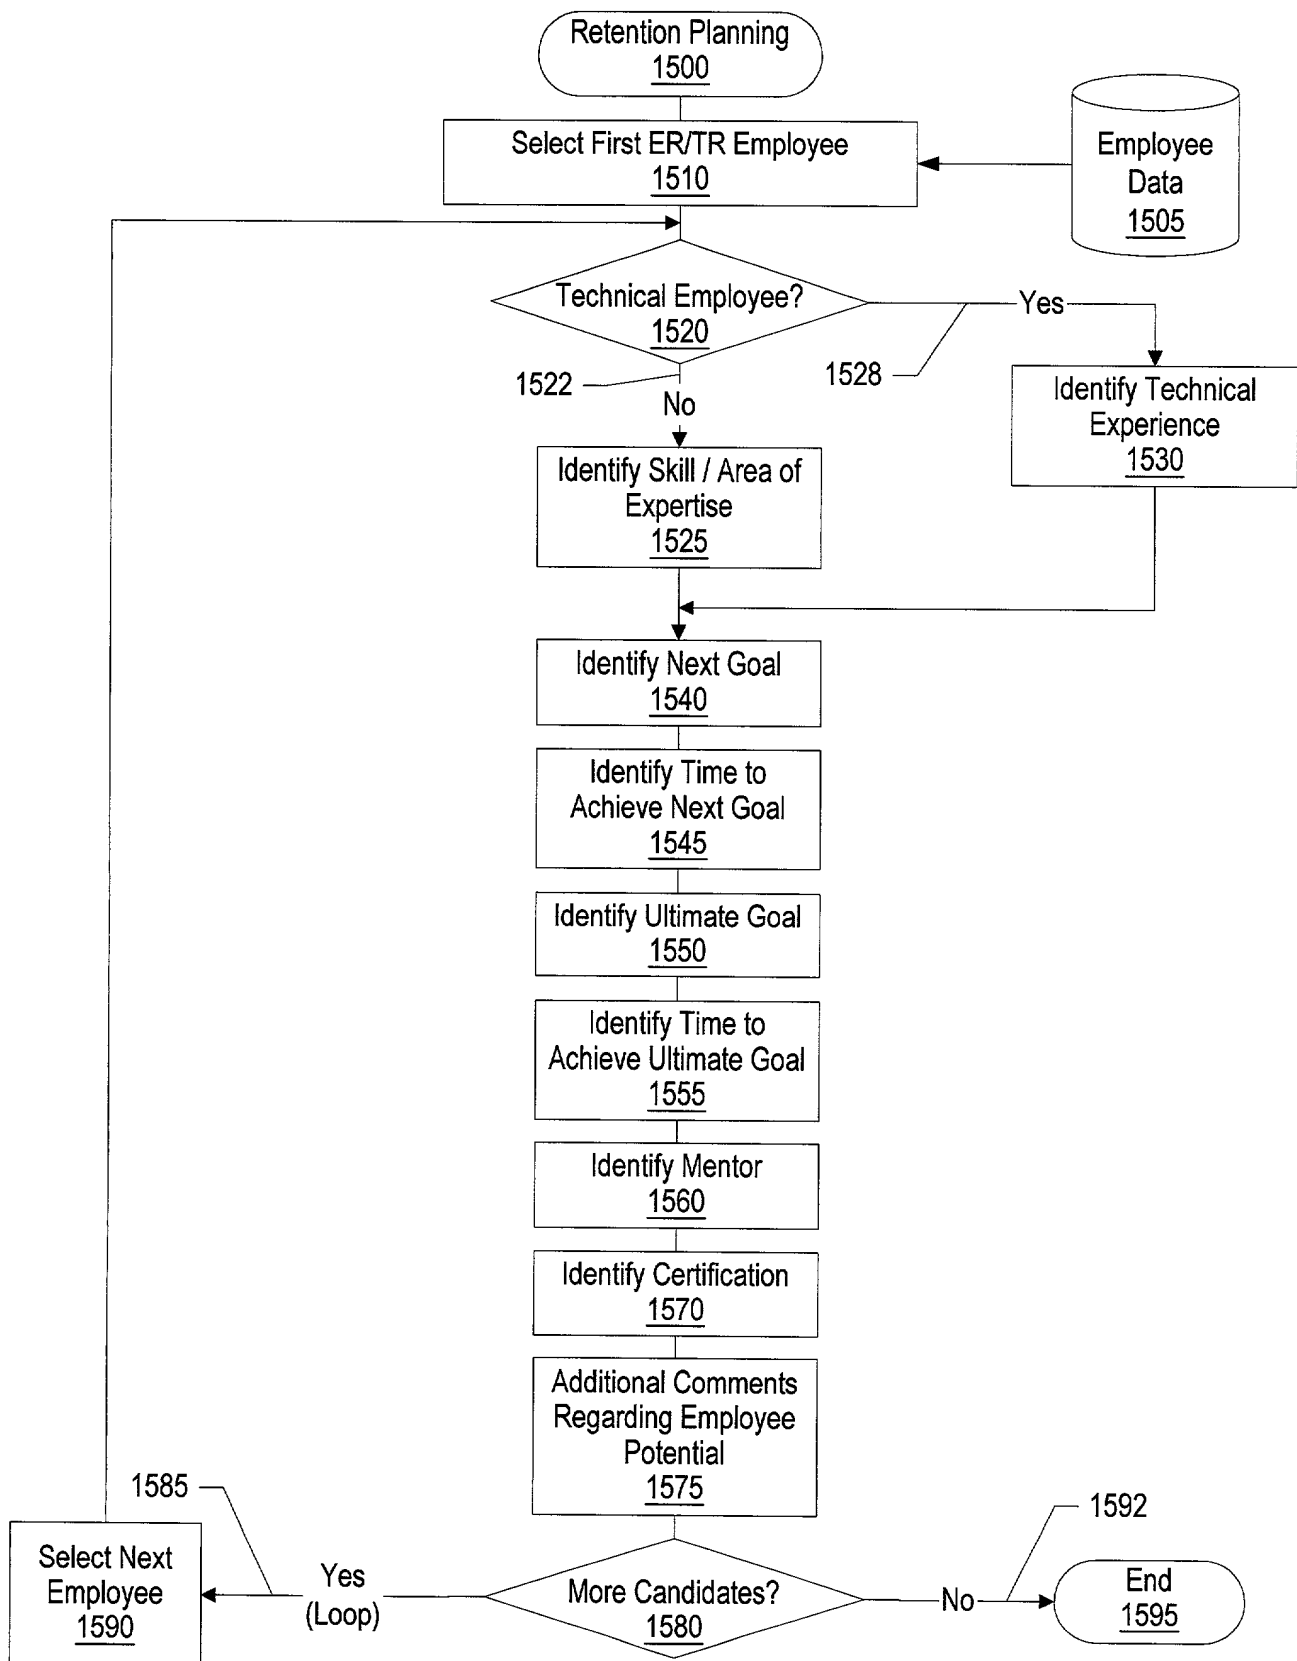 Retention Planning
1500
Select First ER/TR Employee
1510
Employee
Data
1505
Technical Employee?
1520
Yes
1522
1528
No
Identify Technical
Experience
1530
Identify Skill / Area of
Expertise
1525
Identify Next Goal
1540
Identify Time to
Achieve Next Goal
1545
Identify Ultimate Goal
1550
Identify Time to
Achieve Ultimate Goal
1555
Identify Mentor
1560
Identify Certification
1570
Additional Comments
Regarding Employee
Potential
1575
1585
1592
Select Next
Employee
1590
Yes
(Loop)
More Candidates?
1580
No
End
1595